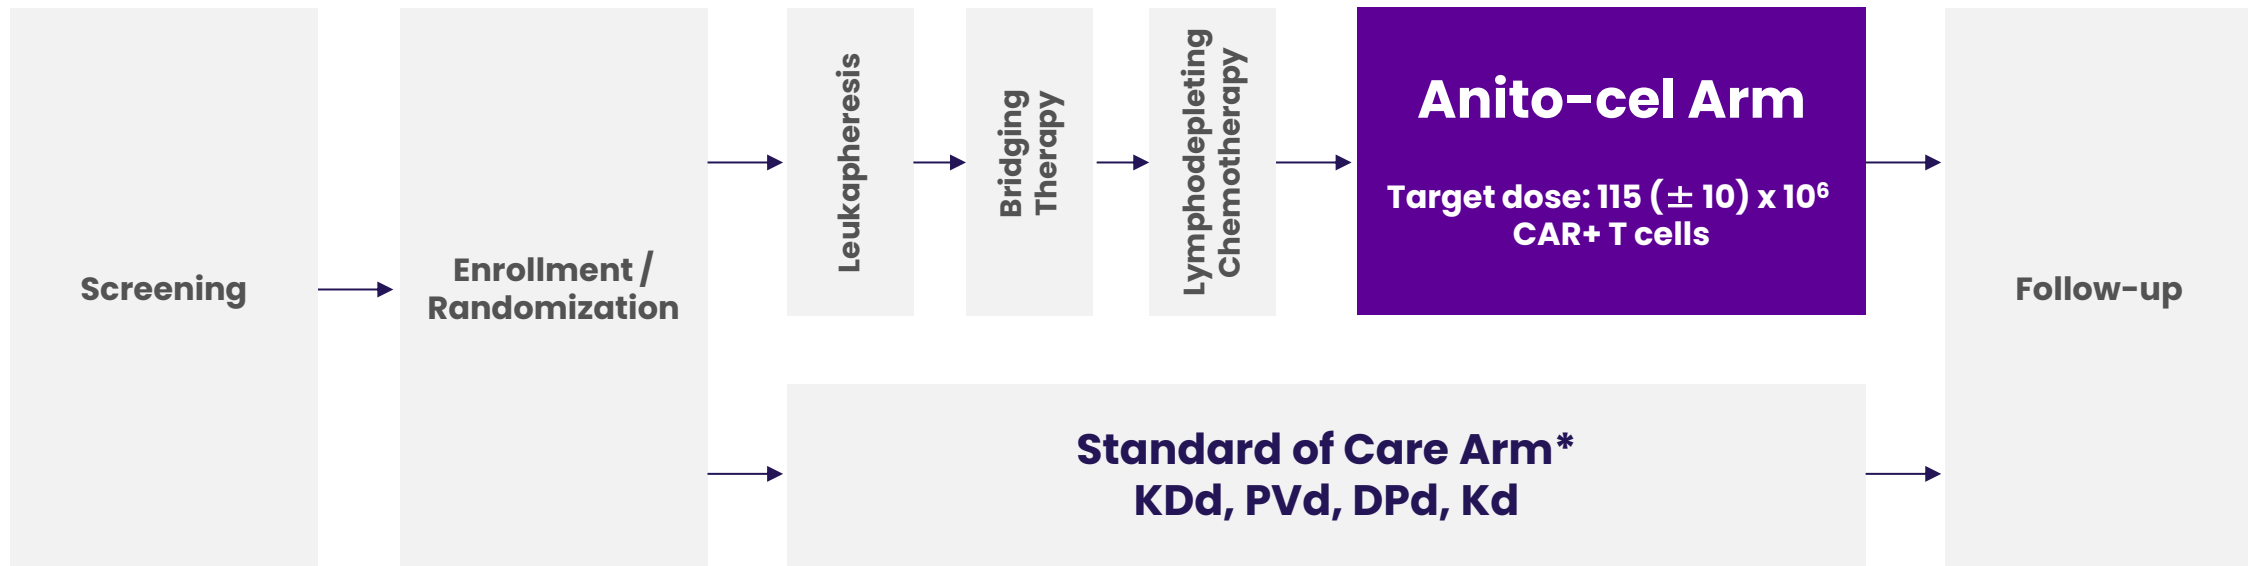 Screening
Enrollment /
Randomization
Leukapheresis
Bridging
Therapy
Lymphodepleting
Chemotherapy
Anito-cel Arm
Target dose: 115 (± 10) x 10⁶
CAR+ T cells
Standard of Care Arm*
KDd, PVd, DPd, Kd
Follow-up